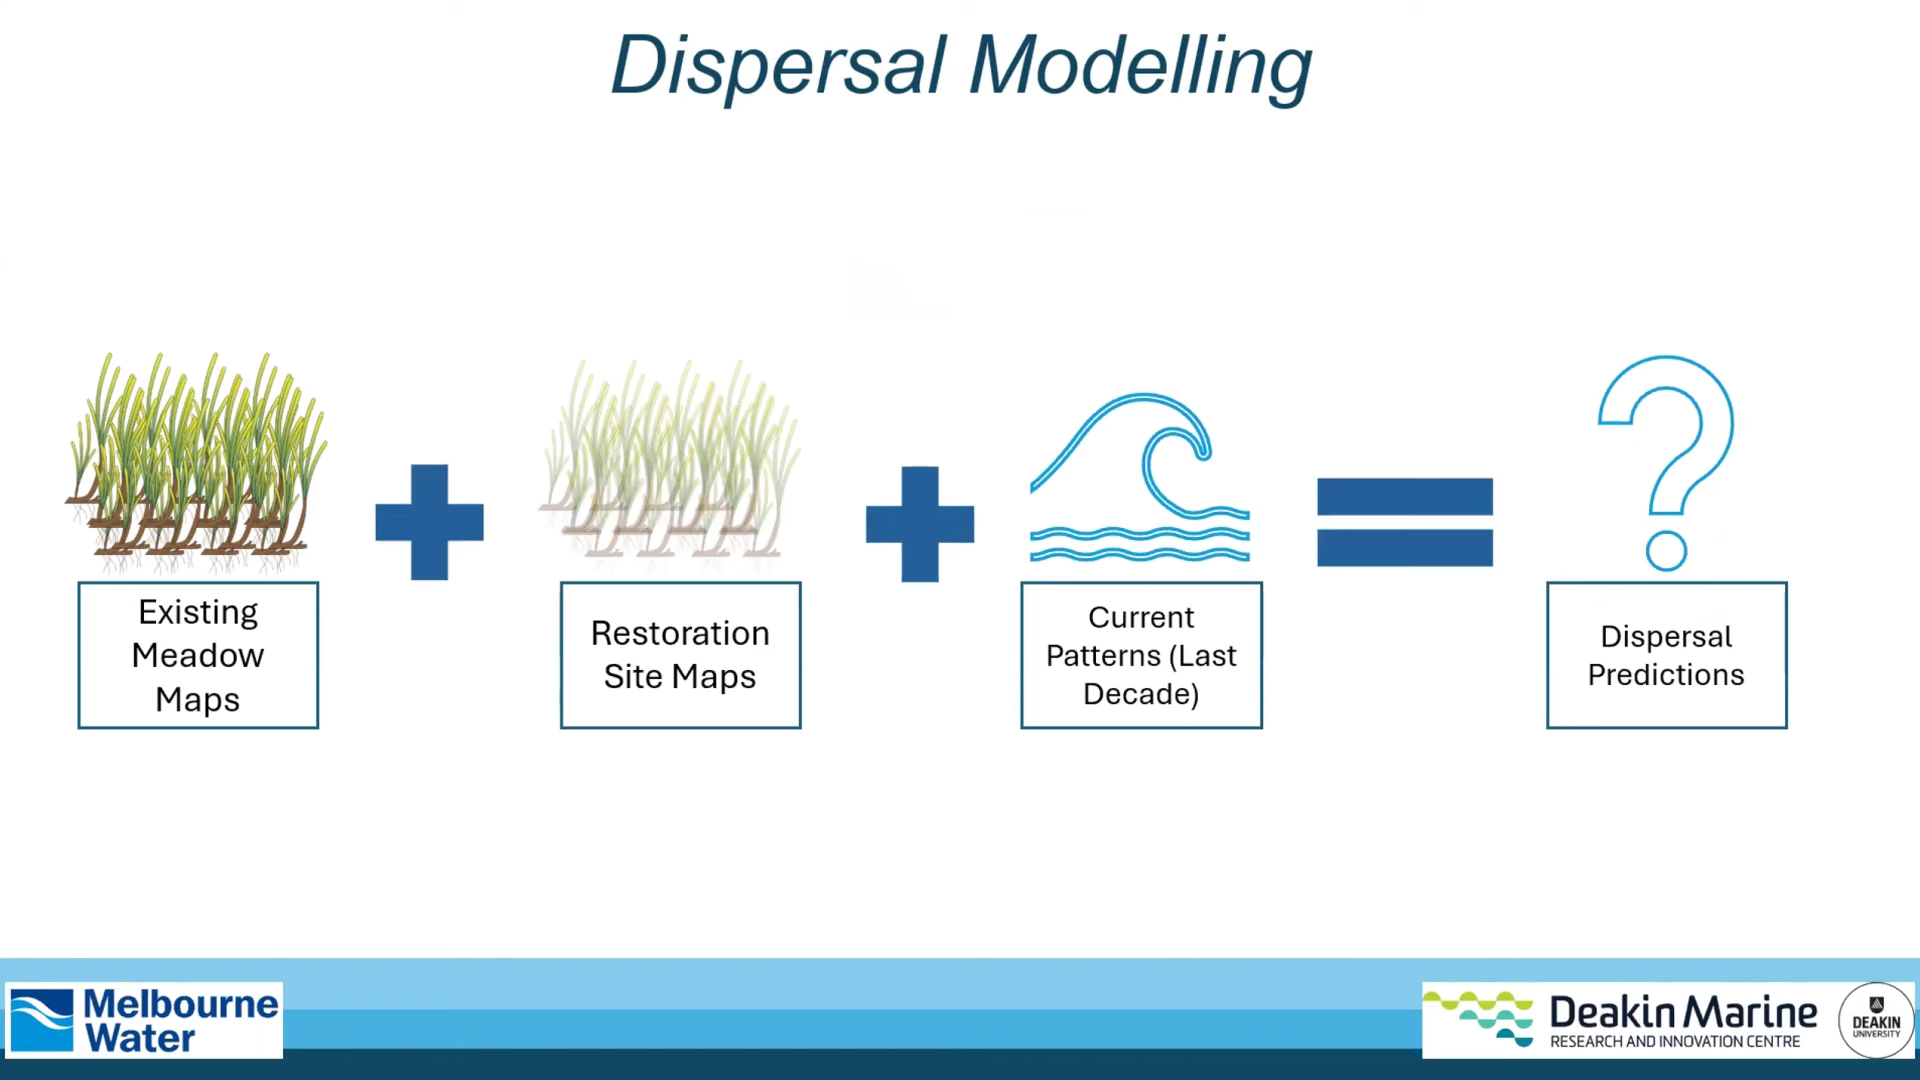 Dispersal Modelling
Existing
Meadow
Maps
Restoration
Site Maps
Current
Patterns (Last
Decade)
Dispersal
Predictions
Melbourne
Water
Deakin Marine
RESEARCH AND INNOVATION CENTRE
DEAKIN
UNIVERSITY